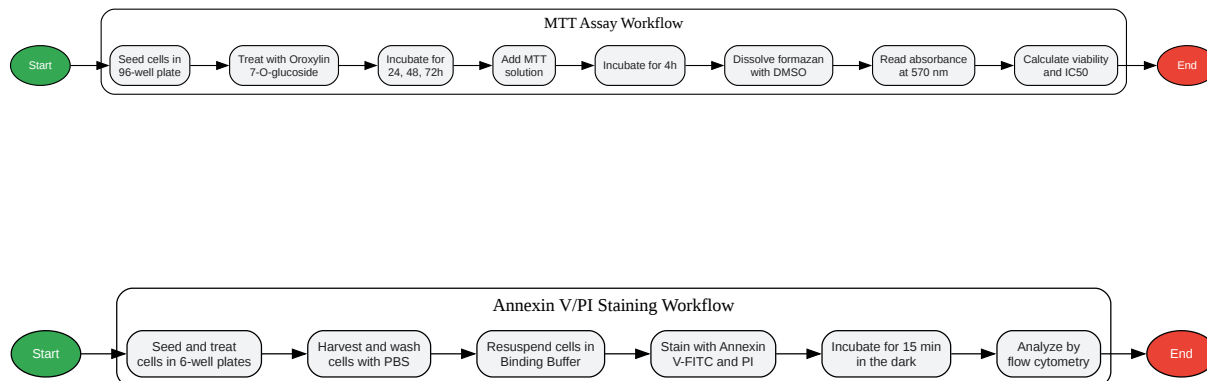 MTT Assay Workflow
Start
Seed cells in
96-well plate
Treat with Oroxylin
7-O-glucoside
Incubate for
24, 48, 72h
Add MTT
solution
Incubate for 4h
Dissolve formazan
with DMSO
Read absorbance
at 570 nm
Calculate viability
and IC50
End
Annexin V/PI Staining Workflow
Start
Seed and treat
cells in 6-well plates
Harvest and wash
cells with PBS
Resuspend cells in
Binding Buffer
Stain with Annexin
V-FITC and PI
Incubate for 15 min
in the dark
Analyze by
flow cytometry
End